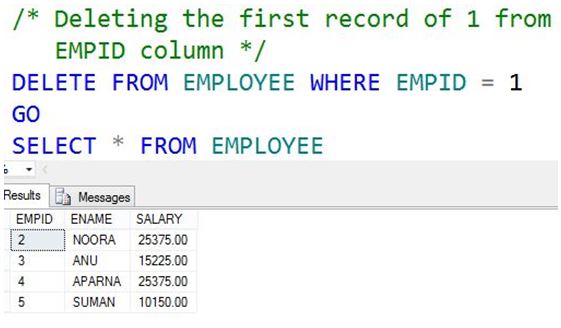 /* Deleting the first record of 1 from
EMPID column */
DELETE FROM EMPLOYEE WHERE EMPID = 1
GO
SELECT * FROM EMPLOYEE
Results Messages
EMPID ENAME SALARY
2 NOORA 25375.00
3 ANU 15225.00
4 APARNA 25375.00
5 SUMAN 10150.00